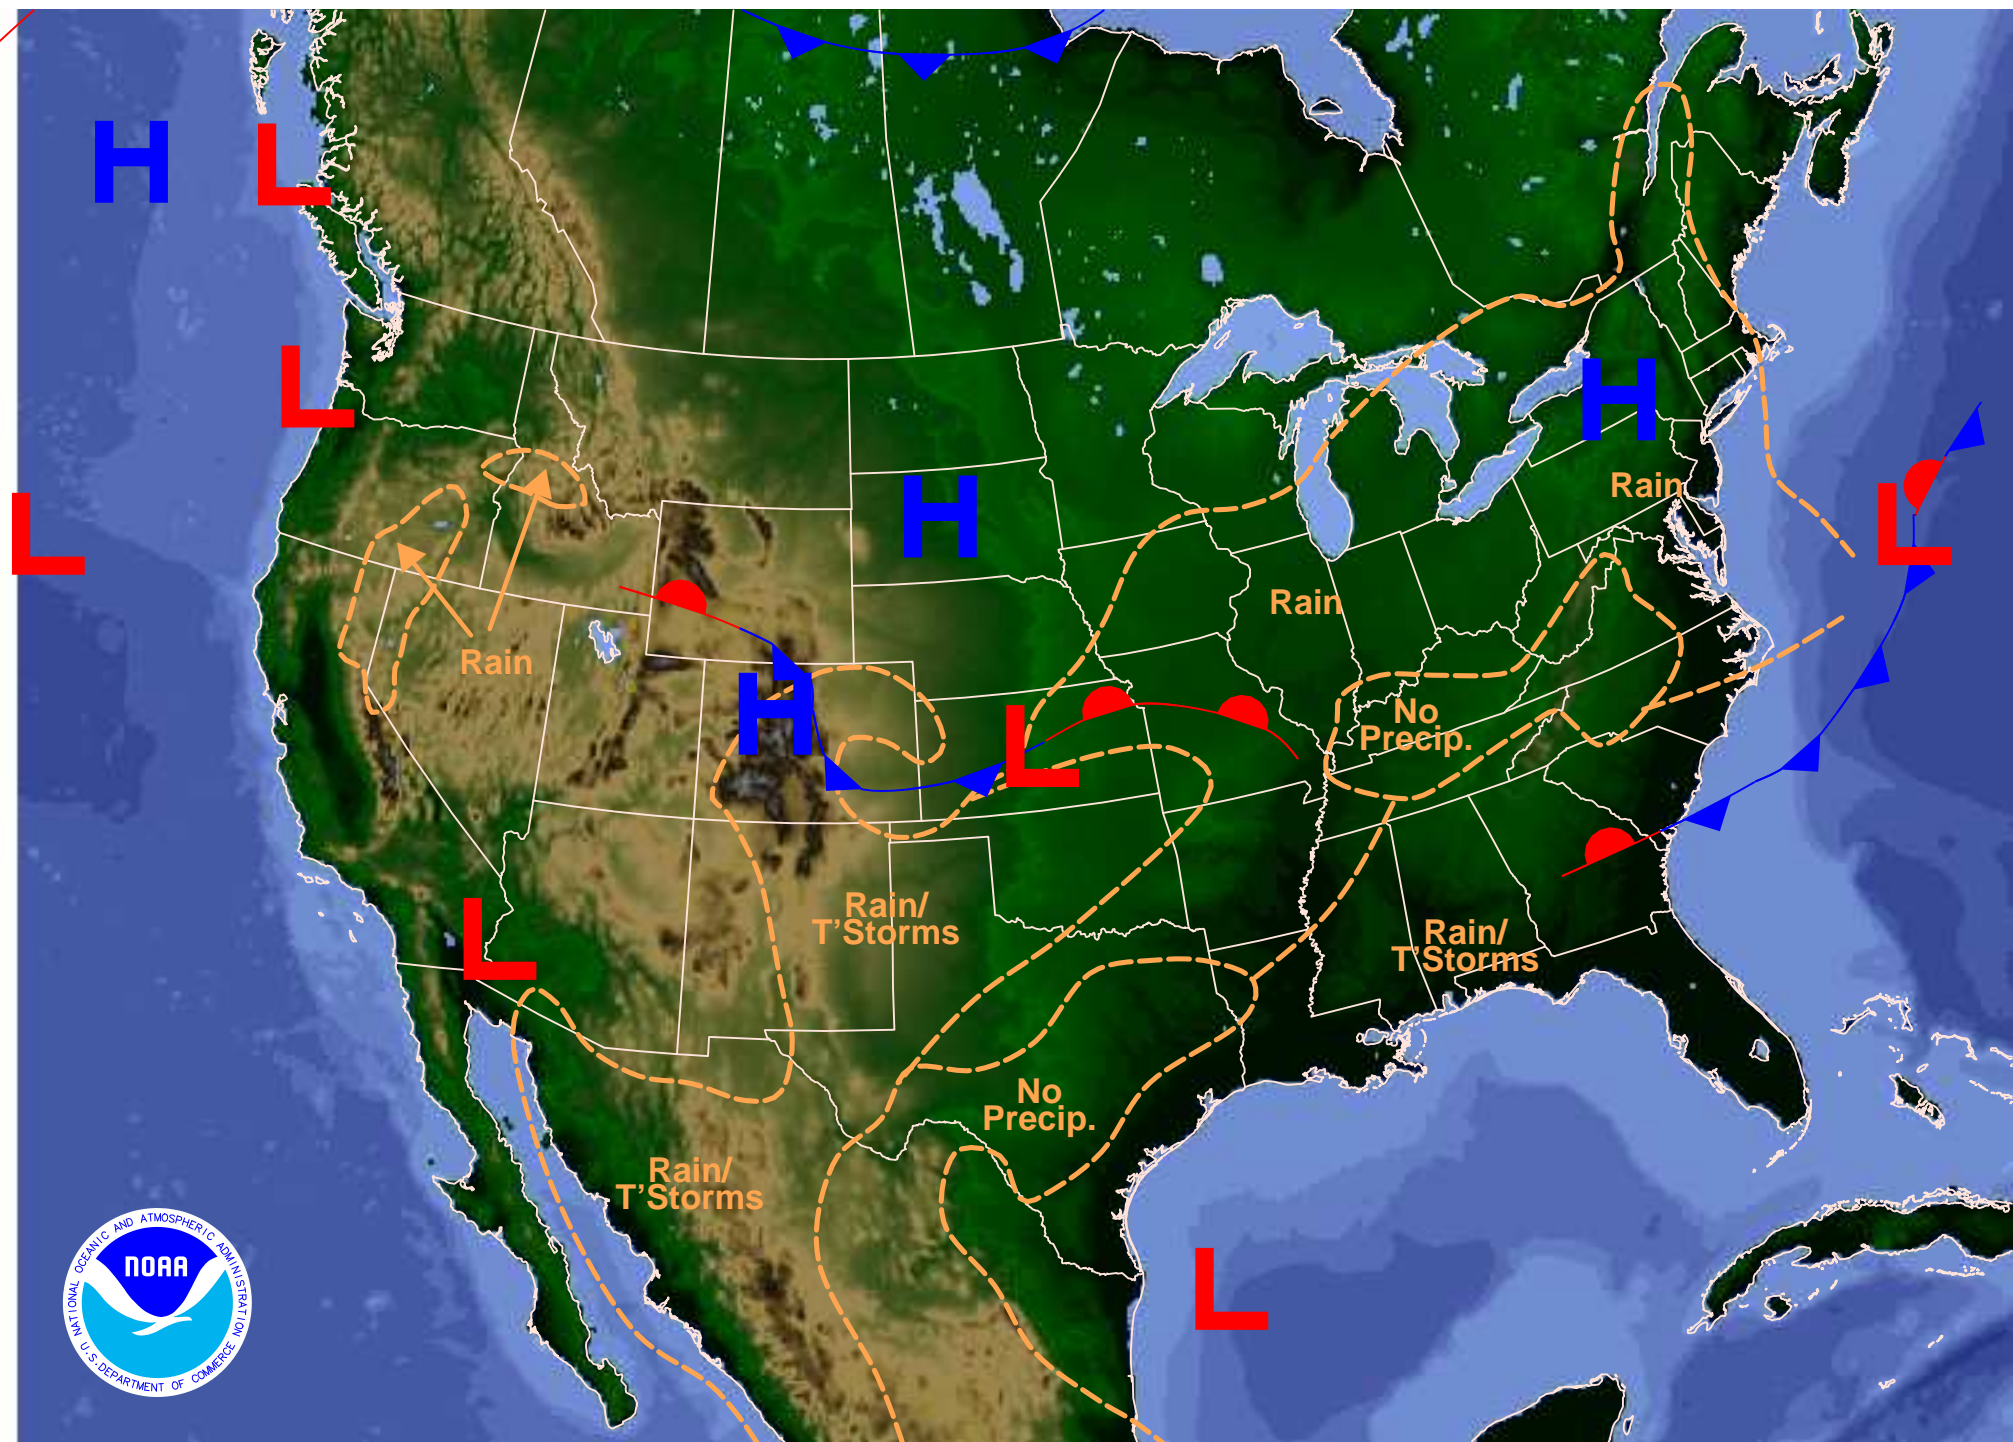 H
L
L
H
H
L
Rain
L
Rain
Rain
H
L
No
Precip.
Rain/
T'Storms
L
Rain/
T'Storms
No
Precip.
Rain/
T'Storms
L
NATIONAL OCEANIC AND ATMOSPHERIC ADMINISTRATION
NOAA
U.S. DEPARTMENT OF COMMERCE